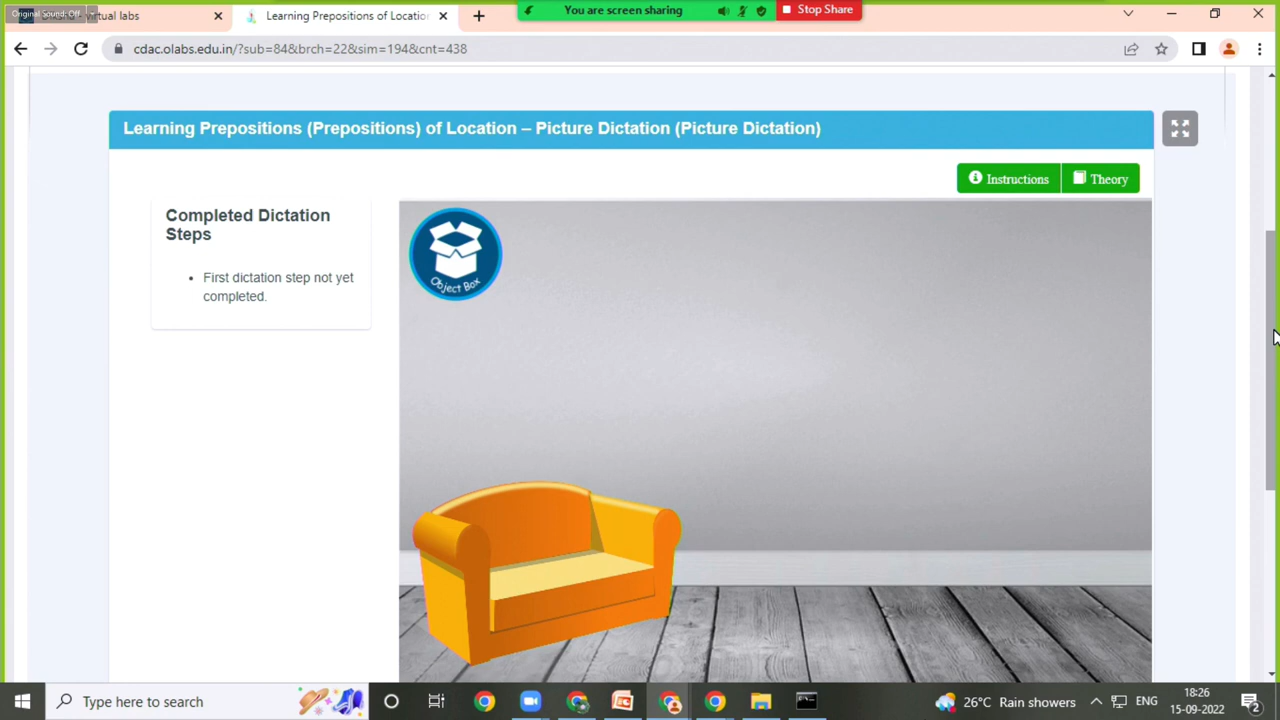 Original Sound: Off
virtual labs
Learning Prepositions of Locatio
You are screen sharing
Stop Share
cdac.olabs.edu.in/?sub=84&brch=22&sim=194&cnt=438
Learning Prepositions (Prepositions) of Location – Picture Dictation (Picture Dictation)
Instructions
Theory
Completed Dictation
Steps
• First dictation step not yet
completed.
Object Box
Type here to search
26°C Rain showers
ENG
18:26
15-09-2022
2